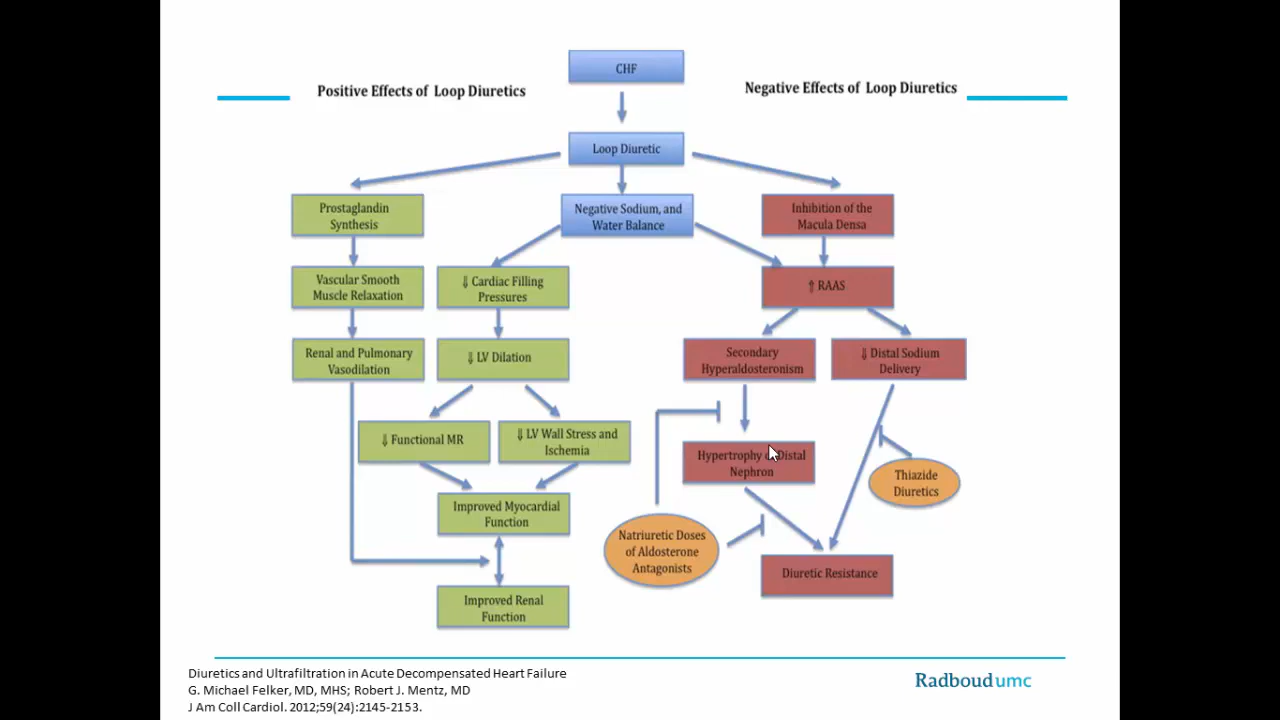 CHF
Positive Effects of Loop Diuretics
Negative Effects of Loop Diuretics
Loop Diuretic
Prostaglandin
Synthesis
Negative Sodium, and
Water Balance
Inhibition of the
Macula Densa
Vascular Smooth
Muscle Relaxation
⇓ Cardiac Filling
Pressures
⇑ RAAS
Renal and Pulmonary
Vasodilation
⇓ LV Dilation
Secondary
Hyperaldosteronism
⇓ Distal Sodium
Delivery
⇓ Functional MR
⇓ LV Wall Stress and
Ischemia
Hypertrophy Distal
Nephron
Thiazide
Diuretics
Improved Myocardial
Function
Natriuretic Doses
of Aldosterone
Antagonists
Diuretic Resistance
Improved Renal
Function
Diuretics and Ultrafiltration in Acute Decompensated Heart Failure
G. Michael Felker, MD, MHS; Robert J. Mentz, MD
J Am Coll Cardiol. 2012;59(24):2145-2153.
Radboudumc